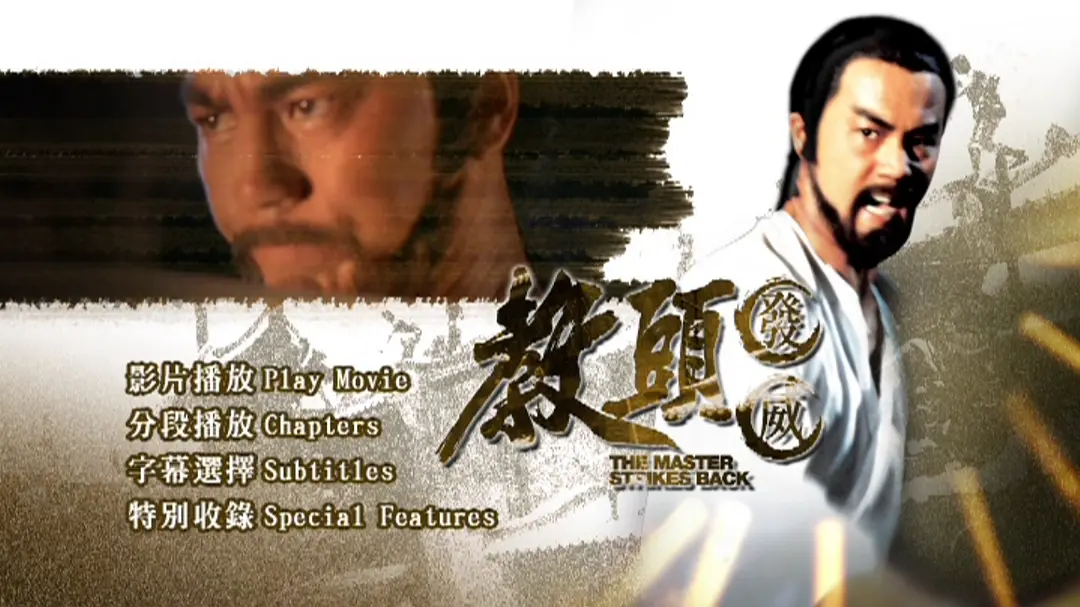 教頭發威
THE MASTER
STRIKES BACK
影片播放 Play Movie
分段播放 Chapters
字幕選擇 Subtitles
特別收錄 Special Features